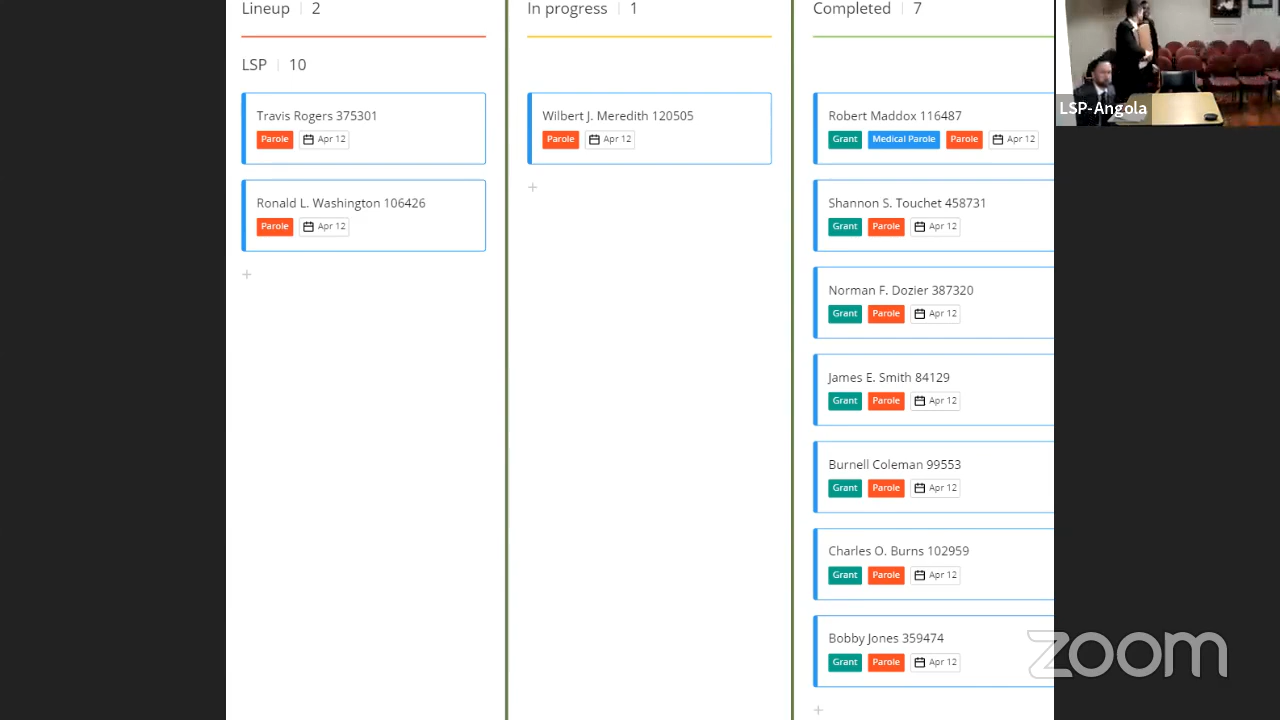 Lineup 2
LSP 10
Travis Rogers 375301
Parole Apr 12
Ronald L. Washington 106426
Parole Apr 12
+
In progress 1
Wilbert J. Meredith 120505
Parole Apr 12
+
Completed 7
Robert Maddox 116487
Grant Medical Parole Parole Apr 12
Shannon S. Touchet 458731
Grant Parole Apr 12
Norman F. Dozier 387320
Grant Parole Apr 12
James E. Smith 84129
Grant Parole Apr 12
Burnell Coleman 99553
Grant Parole Apr 12
Charles O. Burns 102959
Grant Parole Apr 12
Bobby Jones 359474
Grant Parole Apr 12
+
LSP-Angola
zoom